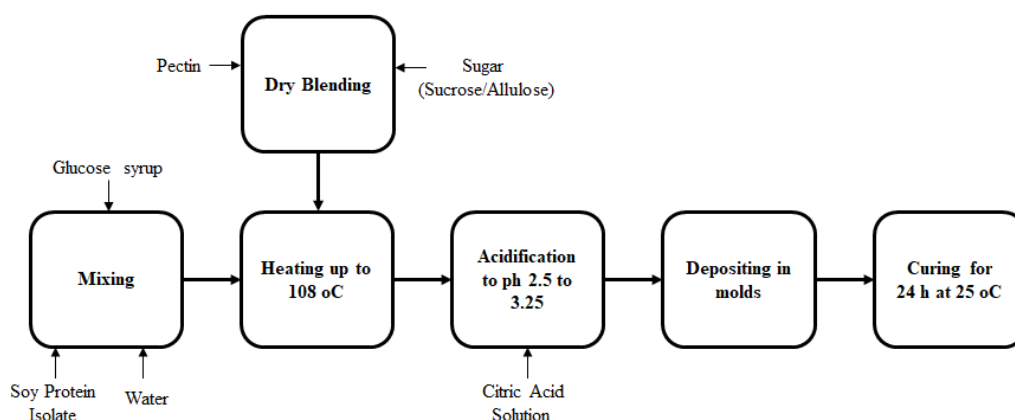 Pectin
Dry Blending
Sugar
(Sucrose/Allulose)
Glucose syrup
Mixing
Heating up to
108 oC
Acidification
to ph 2.5 to
3.25
Depositing in
molds
Curing for
24 h at 25 oC
Soy Protein
Isolate
Water
Citric Acid
Solution